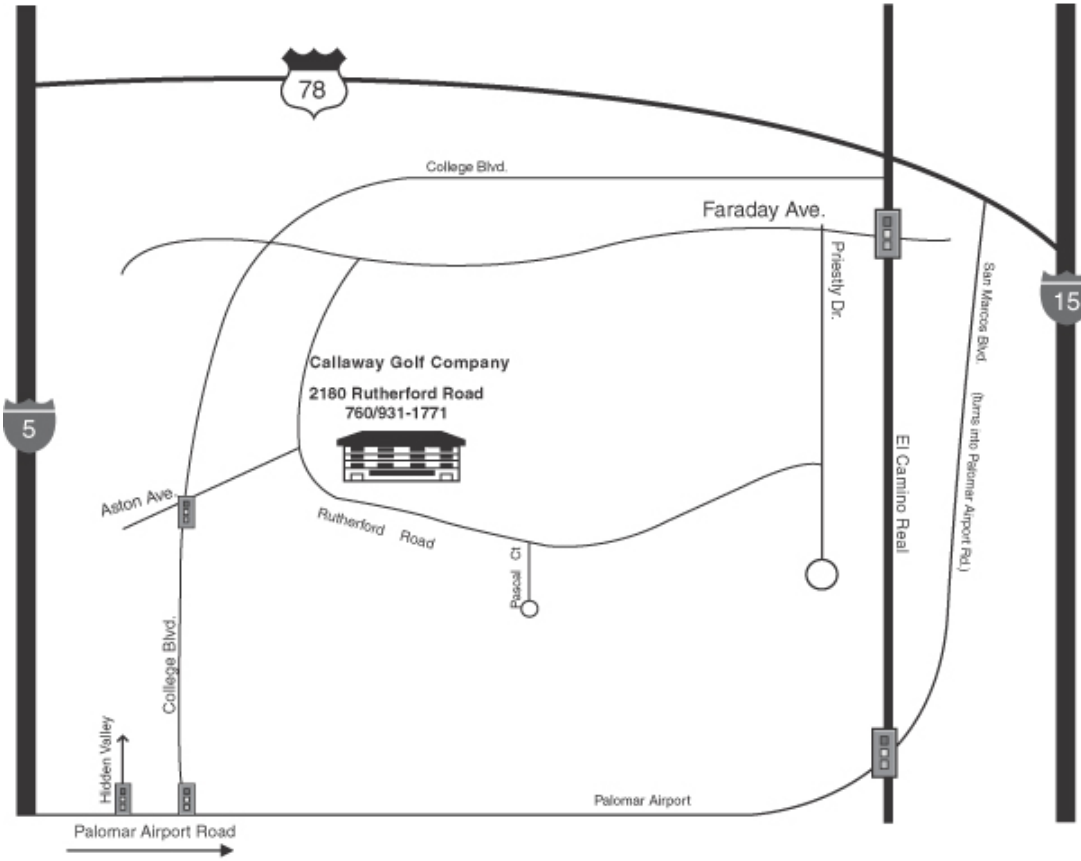 78
College Blvd.
Faraday Ave.
Priestly Dr.
San Marcos Blvd. (turns into Palomar Airport Rd.)
15
Callaway Golf Company
2180 Rutherford Road
760/931-1771
5
El Camino Real
Aston Ave.
Rutherford Road
Pascal Ct
College Blvd.
Hidden Valley
Palomar Airport
Palomar Airport Road